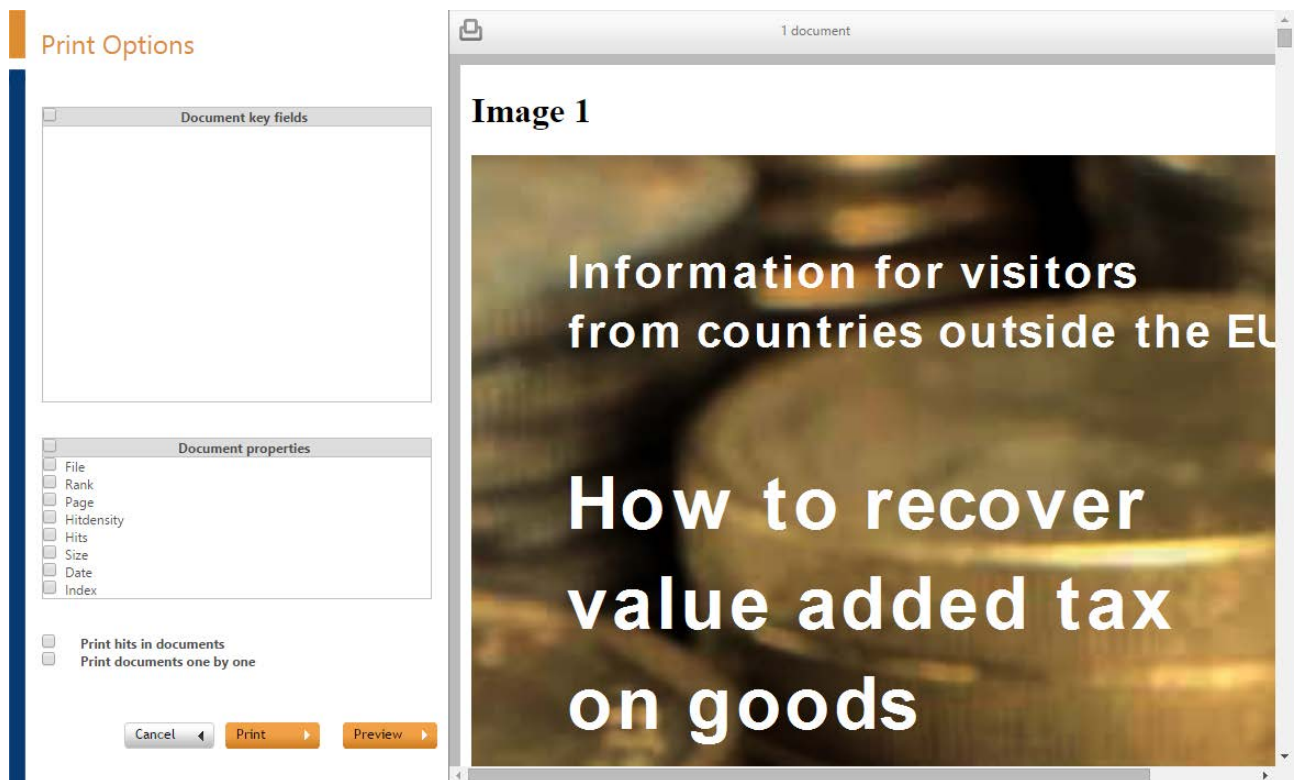 Print Options
Document key fields
Document properties
File
Rank
Page
Hitdensity
Hits
Size
Date
Index
Print hits in documents
Print documents one by one
Cancel
Print
Preview
1 document
Image 1
Information for visitors
from countries outside the EU
How to recover
value added tax
on goods